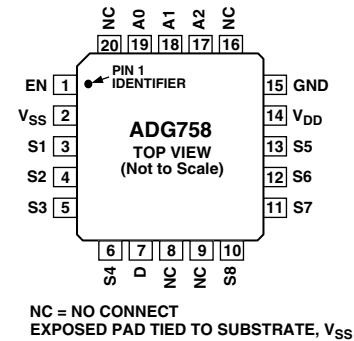 NC A0 A1 A2 NC
20 19 18 17 16
PIN 1
IDENTIFIER
EN 1
15 GND
VSS 2
14 VDD
ADG758
TOP VIEW
(Not to Scale)
S1 3
13 S5
S2 4
12 S6
S3 5
11 S7
6 7 8 9 10
S4 D NC NC S8
NC = NO CONNECT
EXPOSED PAD TIED TO SUBSTRATE, VSS